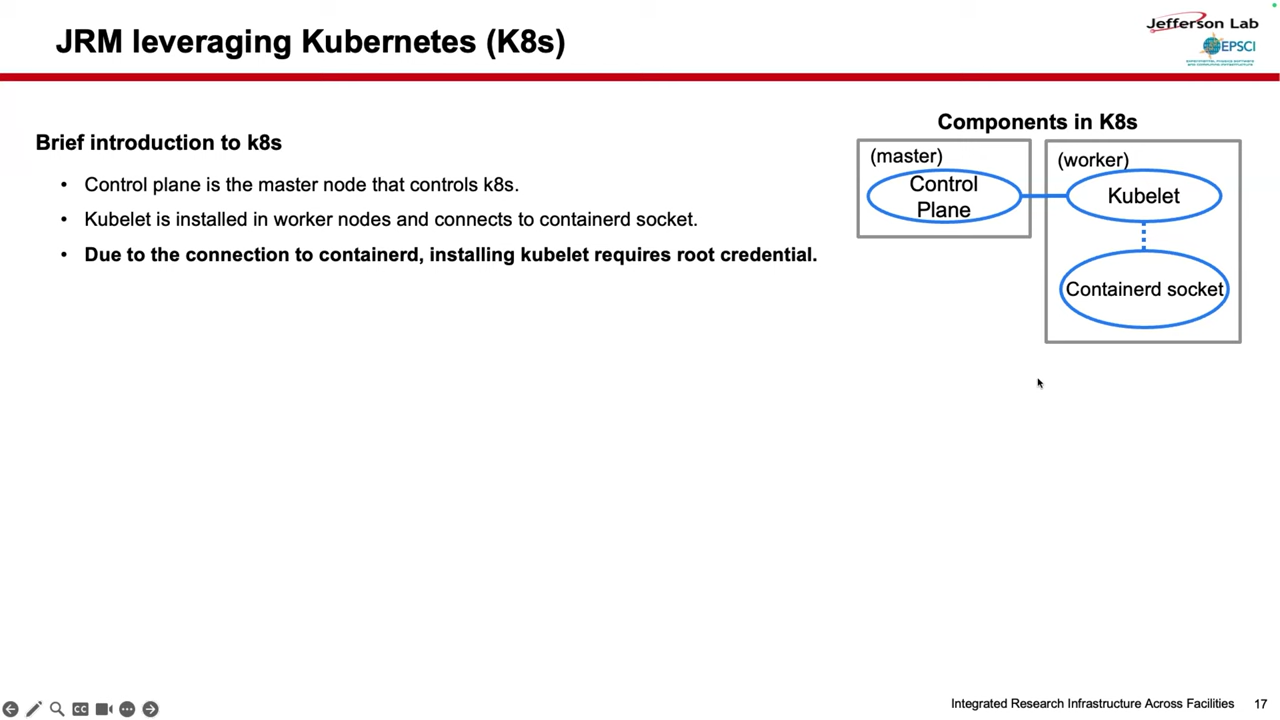 JRM leveraging Kubernetes (K8s)
Jefferson Lab
EPSCI
Brief introduction to k8s
• Control plane is the master node that controls k8s.
• Kubelet is installed in worker nodes and connects to containerd socket.
• Due to the connection to containerd, installing kubelet requires root credential.
Components in K8s
(master)
Control
Plane
(worker)
Kubelet
Containerd socket
CC
Integrated Research Infrastructure Across Facilities 17